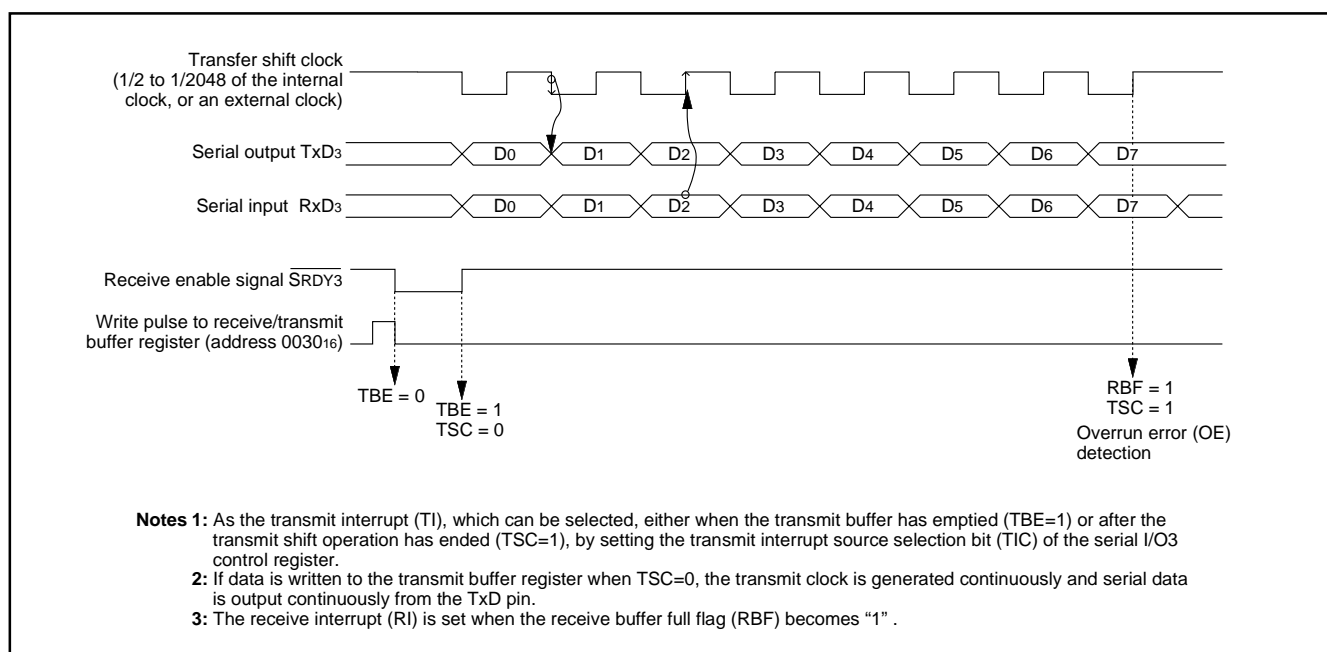 Transfer shift clock
(1/2 to 1/2048 of the internal
clock, or an external clock)
Serial output TxD3
D0 D1 D2 D3 D4 D5 D6 D7
Serial input RxD3
D0 D1 D2 D3 D4 D5 D6 D7
Receive enable signal SRDY3
Write pulse to receive/transmit
buffer register (address 003016)
TBE = 0
TBE = 1
TSC = 0
RBF = 1
TSC = 1
Overrun error (OE)
detection
Notes 1: As the transmit interrupt (TI), which can be selected, either when the transmit buffer has emptied (TBE=1) or after the
transmit shift operation has ended (TSC=1), by setting the transmit interrupt source selection bit (TIC) of the serial I/O3
control register.
2: If data is written to the transmit buffer register when TSC=0, the transmit clock is generated continuously and serial data
is output continuously from the TxD pin.
3: The receive interrupt (RI) is set when the receive buffer full flag (RBF) becomes “1” .